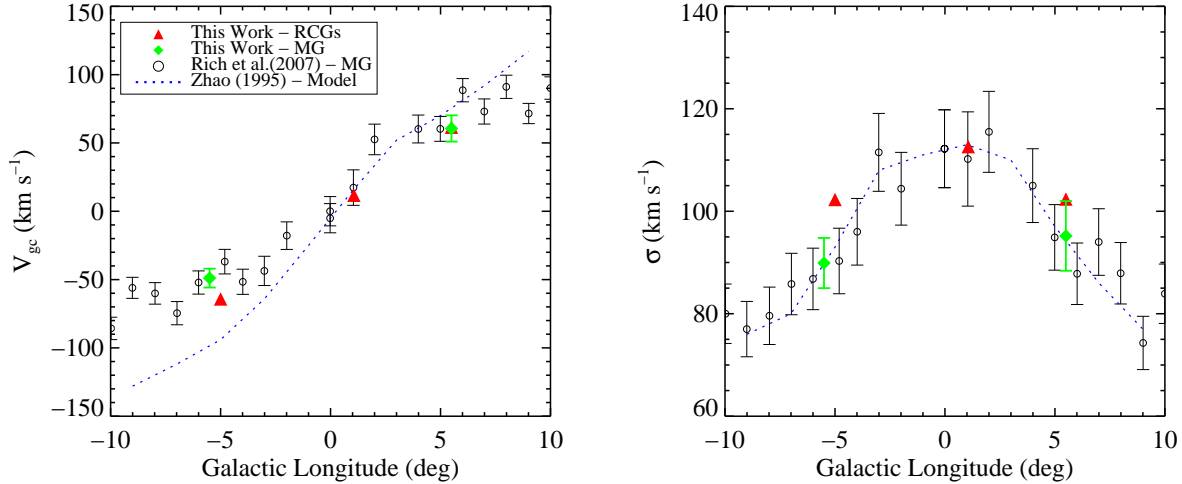 150
100
50
0
−50
−100
−150
V_gc (km s⁻¹)
This Work − RCGs
This Work − MG
Rich et al.(2007) − MG
Zhao (1995) − Model
−10 −5 0 5 10
Galactic Longitude (deg)
140
120
100
80
60
σ (km s⁻¹)
−10 −5 0 5 10
Galactic Longitude (deg)